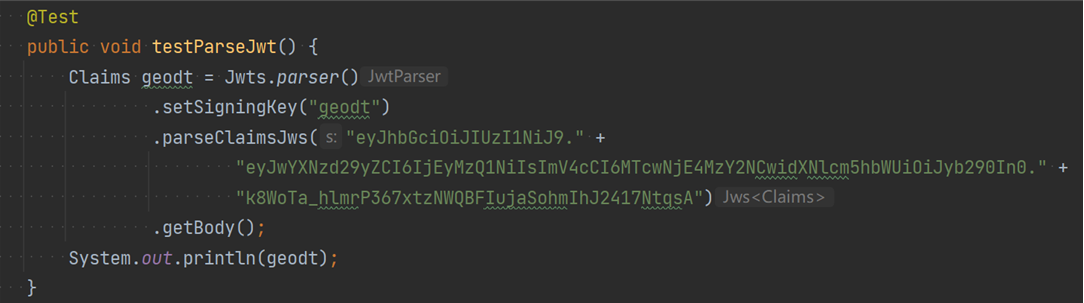 @Test
public void testParseJwt() {
Claims geodt = Jwts.parser() JwtParser
.setSigningKey("geodt")
.parseClaimsJws( s: "eyJhbGciOiJIUzI1NiJ9." +
"eyJwYXNzd29yZCI6IjEyMzQ1NiIsImV4cCI6MTcwNjE4MzY2NCwidXNlcm5hbWUiOiJyb290In0." +
"k8WoTa_hlmrP367xtzNWQBFIujaSohmIhJ2417NtgsA") Jws<Claims>
.getBody();
System.out.println(geodt);
}